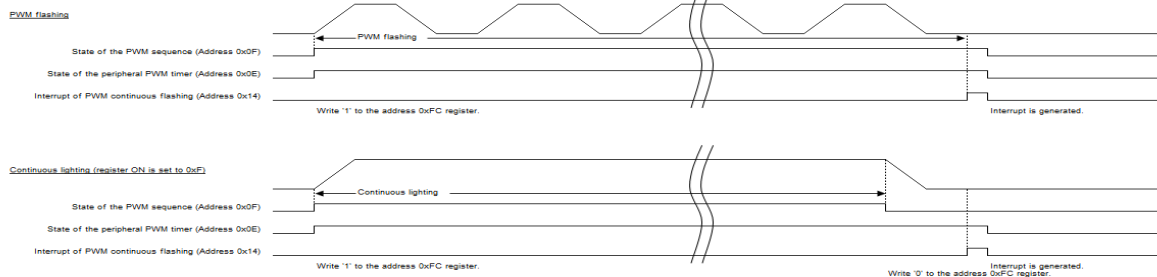 PWM flashing
PWM flashing
State of the PWM sequence (Address 0x0F)
State of the peripheral PWM timer (Address 0x0E)
Interrupt of PWM continuous flashing (Address 0x14)
Write '1' to the address 0xFC register.
Interrupt is generated.
Continuous lighting (register ON is set to 0xF)
Continuous lighting
State of the PWM sequence (Address 0x0F)
State of the peripheral PWM timer (Address 0x0E)
Interrupt of PWM continuous flashing (Address 0x14)
Write '1' to the address 0xFC register.
Interrupt is generated.
Write '0' to the address 0xFC register.